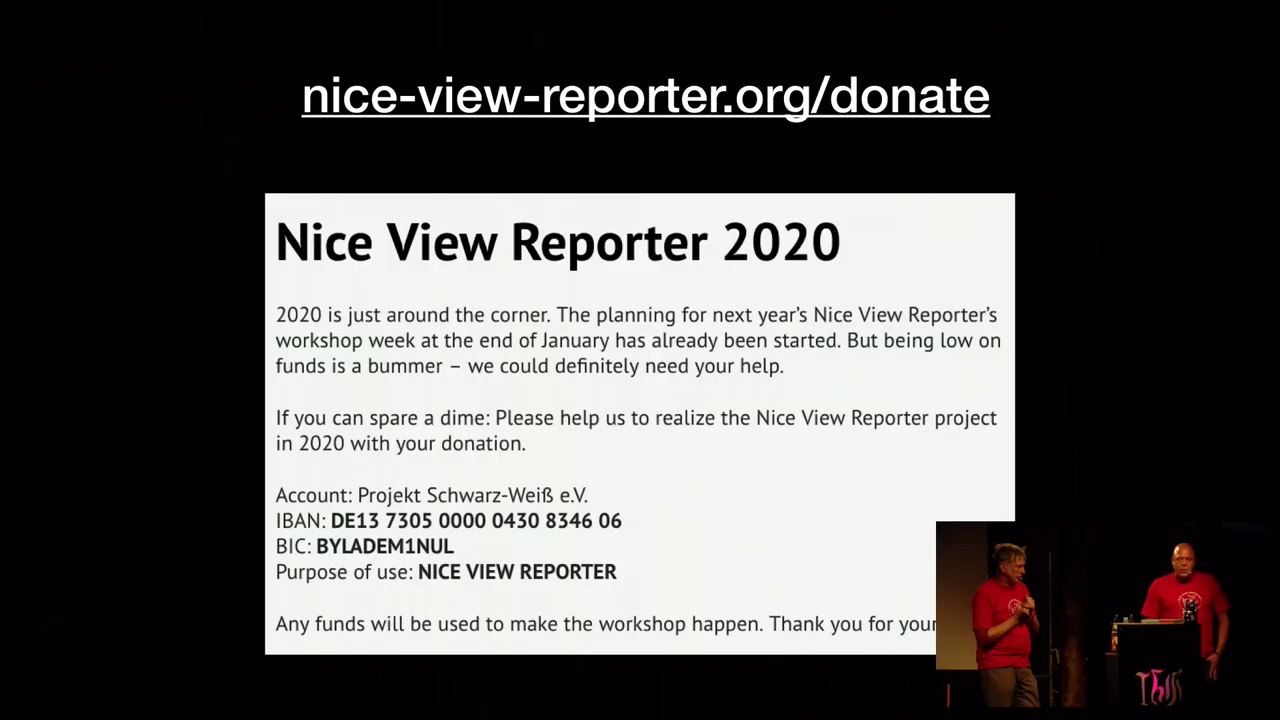 nice-view-reporter.org/donate
Nice View Reporter 2020
2020 is just around the corner. The planning for next year's Nice View Reporter's
workshop week at the end of January has already been started. But being low on
funds is a bummer – we could definitely need your help.
If you can spare a dime: Please help us to realize the Nice View Reporter project
in 2020 with your donation.
Account: Projekt Schwarz-Weiß e.V.
IBAN: DE13 7305 0000 0430 8346 06
BIC: BYLADEM1NUL
Purpose of use: NICE VIEW REPORTER
Any funds will be used to make the workshop happen. Thank you for your